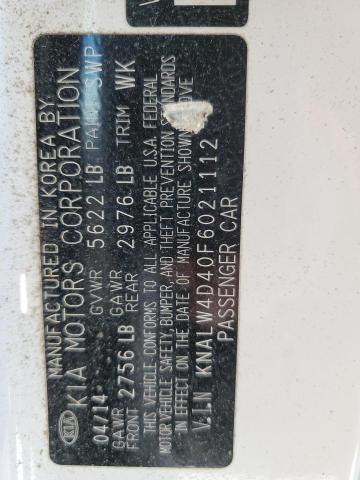 MANUFACTURED IN KOREA BY
KIA KIA MOTORS CORPORATION
04/14 GVWR 5622 LB PAINT SWP
GAWR FRONT 2756 LB GAWR REAR 2976 LB TRIM WK
THIS VEHICLE CONFORMS TO ALL APPLICABLE U.S.A. FEDERAL
MOTOR VEHICLE SAFETY, BUMPER, AND THEFT PREVENTION STANDARDS
IN EFFECT ON THE DATE OF MANUFACTURE SHOWN ABOVE
V.I.N KNALW4D40F6021112
PASSENGER CAR